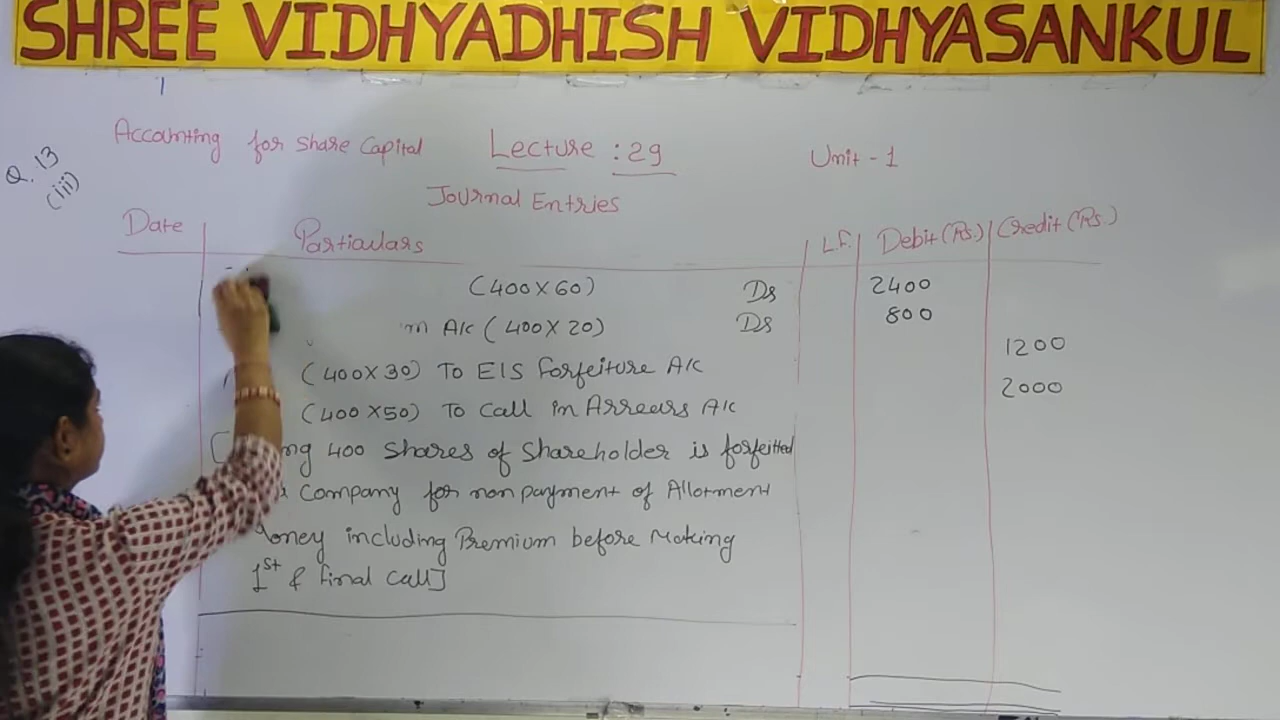 SHREE VIDHYADHISH VIDHYASANKUL
Accounting for Share Capital Lecture : 29 Unit - 1
Q. 13
(iii)
Journal Entries
Date Particulars L.F. Debit (Rs.) Credit (Rs.)
(400 X 60) Dr 2400
A/c (400 X 20) Dr 800
1200
(400 X 30) To E/S Forfeiture A/c
2000
(400 X 50) To Call in Arrears A/c
400 Shares of Shareholder is forfeitted
Company for non payment of Allotment
Money including Premium before Making
1st & final Call]